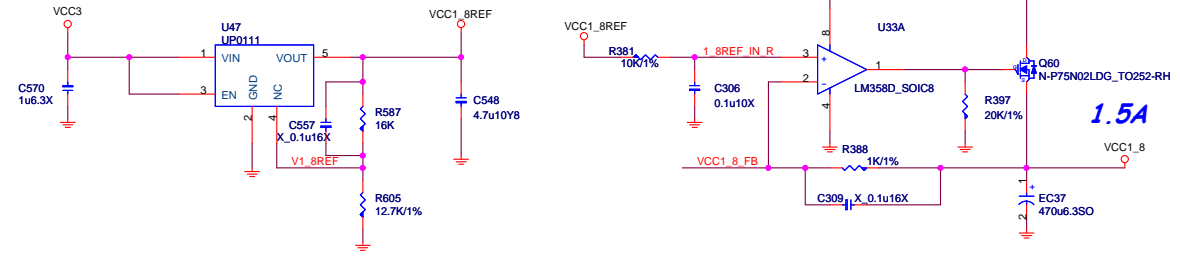 VCC3
U47
UP0111
VCC1_8REF
1
VIN
VOUT
5
3
EN
GND
NC
2
4
C570
1u6.3X
C557
X_0.1u16X
R587
16K
C548
4.7u10Y8
V1_8REF
R605
12.7K/1%
VCC1_8REF
R381
10K/1%
1_8REF_IN_R
C306
0.1u10X
U33A
8
3
+
2
-
1
4
LM358D_SOIC8
Q60
N-P75N02LDG_TO252-RH
R397
20K/1%
1.5A
VCC1_8
VCC1_8_FB
R388
1K/1%
C309
X_0.1u16X
1
+
2
EC37
470u6.3SO